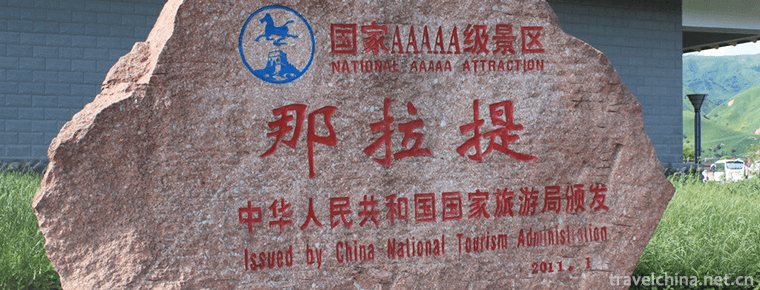 国家AAAAA级景区
NATIONAL AAAAA ATTRACTION
那拉提
中华人民共和国国家旅游局颁发
Issued by China National Tourism Administration
2011.1
travelchina.net.cn